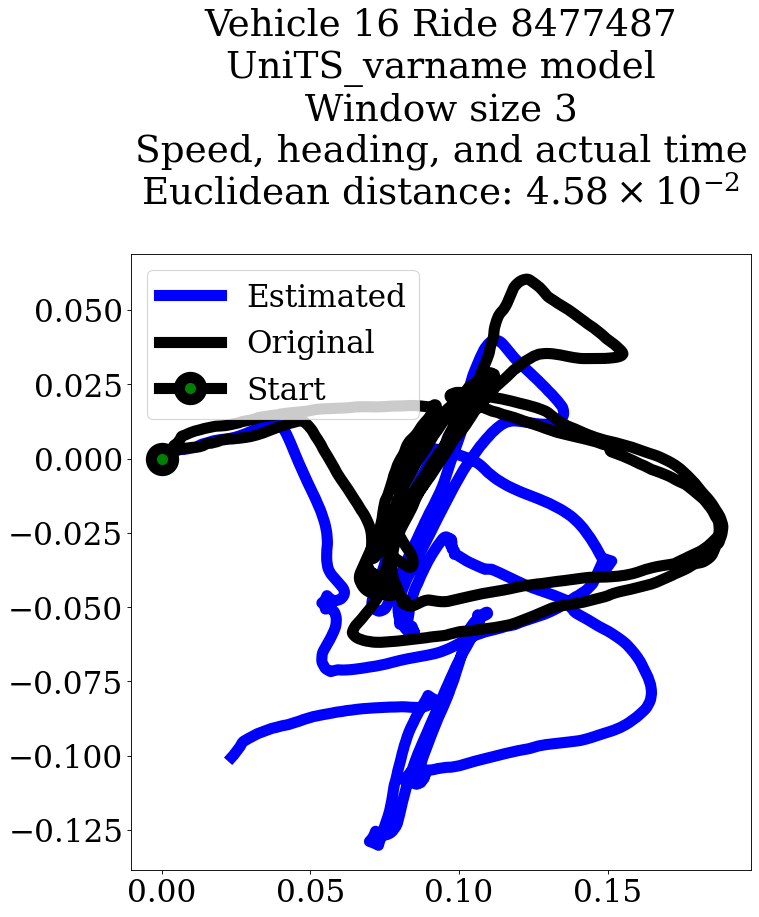 Vehicle 16 Ride 8477487
UniTS_varname model
Window size 3
Speed, heading, and actual time
Euclidean distance: 4.58 × 10⁻²
Estimated
Original
Start
0.050
0.025
0.000
−0.025
−0.050
−0.075
−0.100
−0.125
0.00 0.05 0.10 0.15